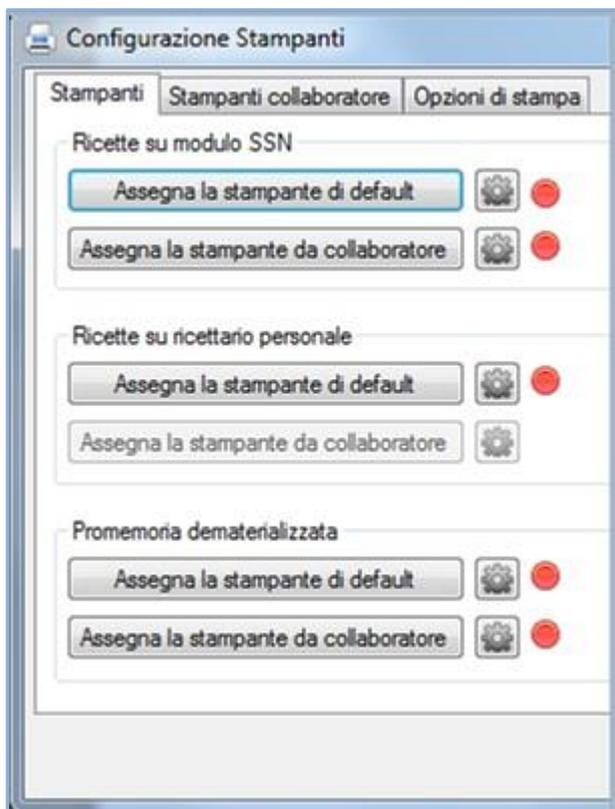 Configurazione Stampanti
Stampanti
Stampanti collaboratore
Opzioni di stampa
Ricette su modulo SSN
Assegna la stampante di default
Assegna la stampante da collaboratore
Ricette su ricettario personale
Assegna la stampante di default
Assegna la stampante da collaboratore
Promemoria dematerializzata
Assegna la stampante di default
Assegna la stampante da collaboratore